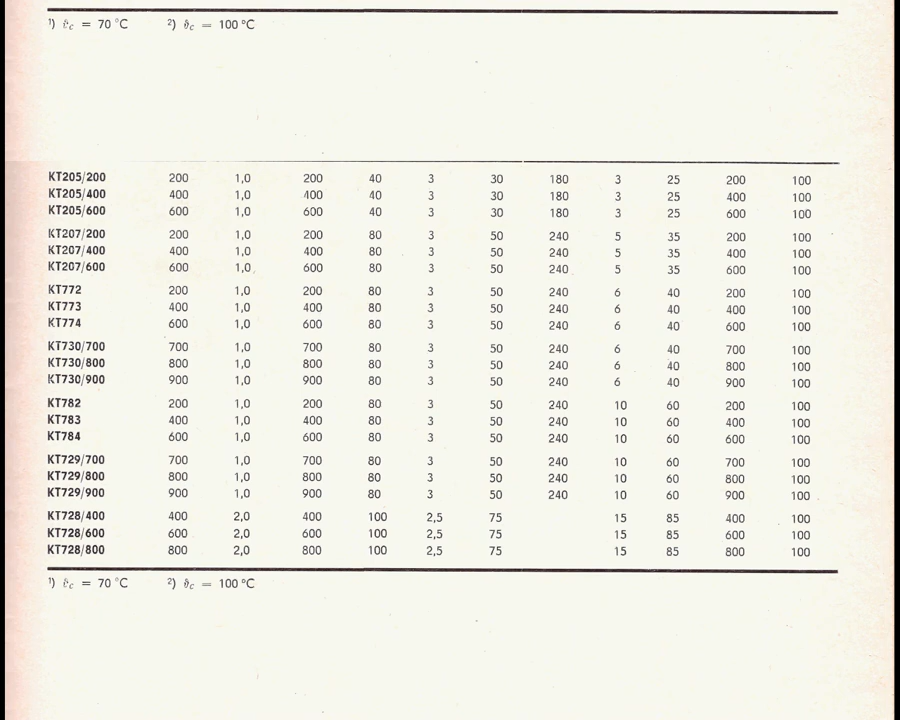 ¹) ϑc = 70 °C ²) ϑc = 100 °C
KT205/200 200 1,0 200 40 3 30 180 3 25 200 100
KT205/400 400 1,0 400 40 3 30 180 3 25 400 100
KT205/600 600 1,0 600 40 3 30 180 3 25 600 100
KT207/200 200 1,0 200 80 3 50 240 5 35 200 100
KT207/400 400 1,0 400 80 3 50 240 5 35 400 100
KT207/600 600 1,0 600 80 3 50 240 5 35 600 100
KT772 200 1,0 200 80 3 50 240 6 40 200 100
KT773 400 1,0 400 80 3 50 240 6 40 400 100
KT774 600 1,0 600 80 3 50 240 6 40 600 100
KT730/700 700 1,0 700 80 3 50 240 6 40 700 100
KT730/800 800 1,0 800 80 3 50 240 6 40 800 100
KT730/900 900 1,0 900 80 3 50 240 6 40 900 100
KT782 200 1,0 200 80 3 50 240 10 60 200 100
KT783 400 1,0 400 80 3 50 240 10 60 400 100
KT784 600 1,0 600 80 3 50 240 10 60 600 100
KT729/700 700 1,0 700 80 3 50 240 10 60 700 100
KT729/800 800 1,0 800 80 3 50 240 10 60 800 100
KT729/900 900 1,0 900 80 3 50 240 10 60 900 100
KT728/400 400 2,0 400 100 2,5 75 15 85 400 100
KT728/600 600 2,0 600 100 2,5 75 15 85 600 100
KT728/800 800 2,0 800 100 2,5 75 15 85 800 100
¹) ϑc = 70 °C ²) ϑc = 100 °C